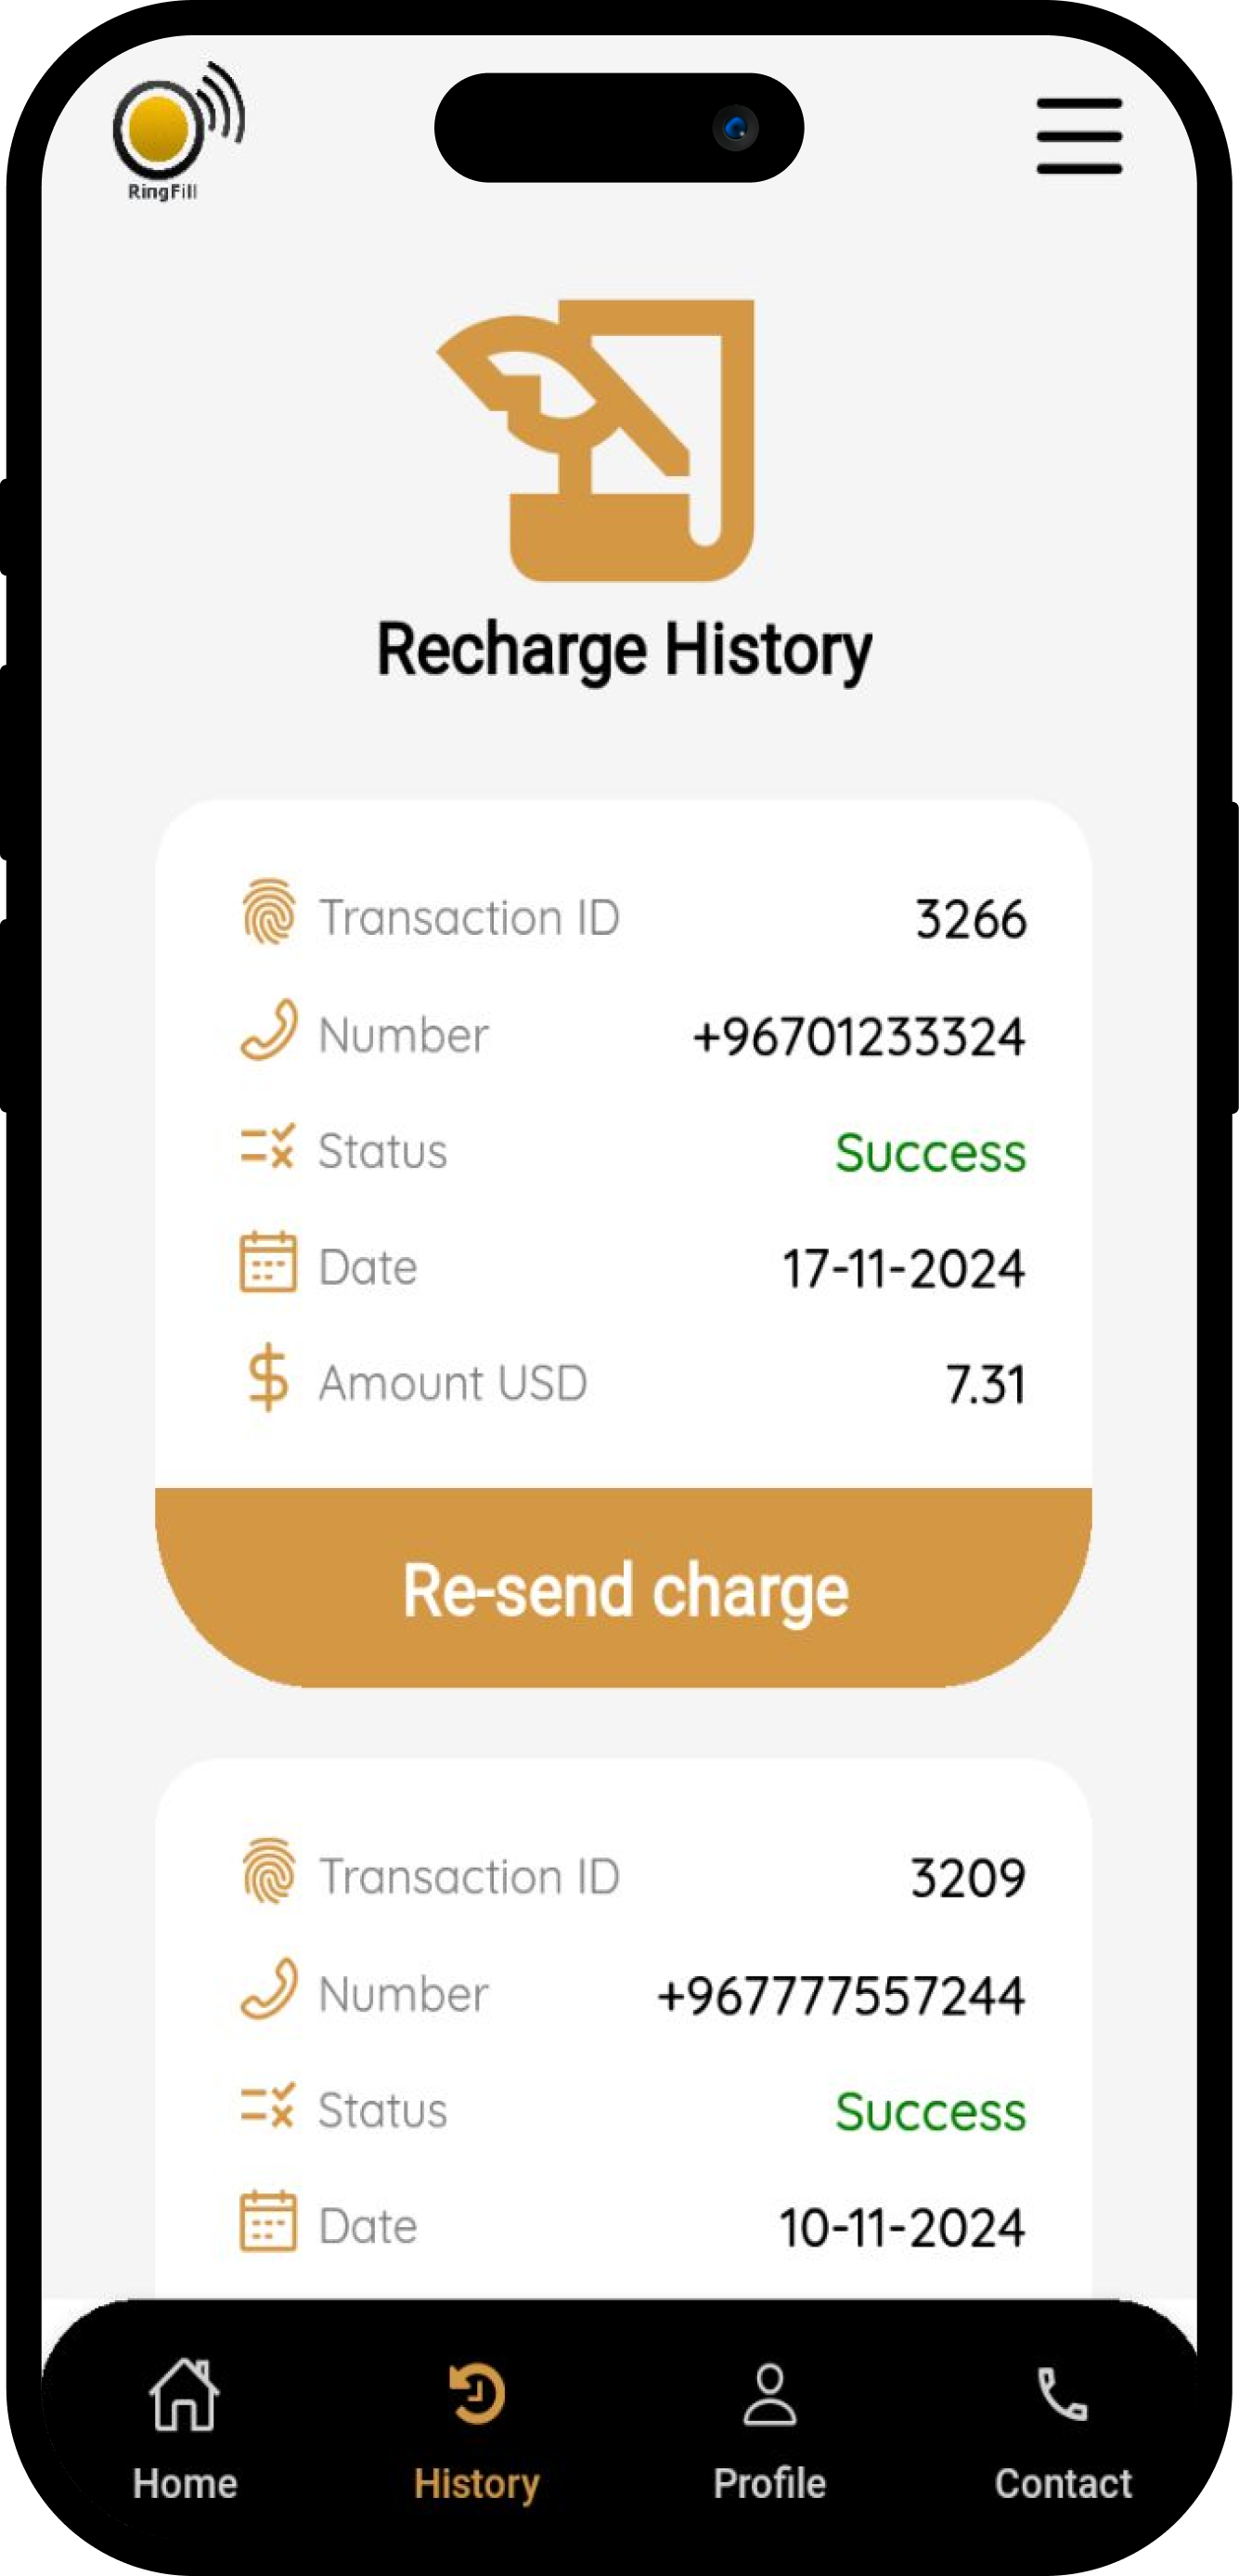 RingFill
Recharge History
Transaction ID 3266
Number +96701233324
Status Success
Date 17-11-2024
Amount USD 7.31
Re-send charge
Transaction ID 3209
Number +967777557244
Status Success
Date 10-11-2024
Home History Profile Contact